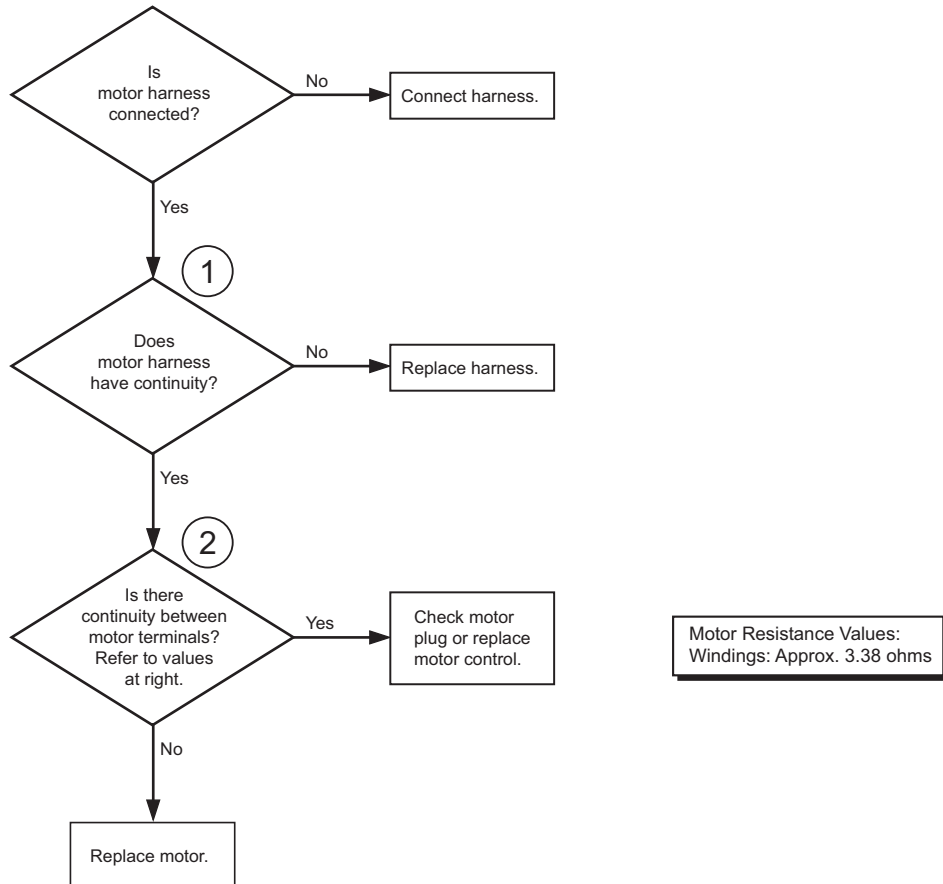 Is
motor harness
connected?
No
Connect harness.
Yes
1
Does
motor harness
have continuity?
No
Replace harness.
Yes
2
Is there
continuity between
motor terminals?
Refer to values
at right.
Yes
Check motor
plug or replace
motor control.
Motor Resistance Values:
Windings: Approx. 3.38 ohms
No
Replace motor.